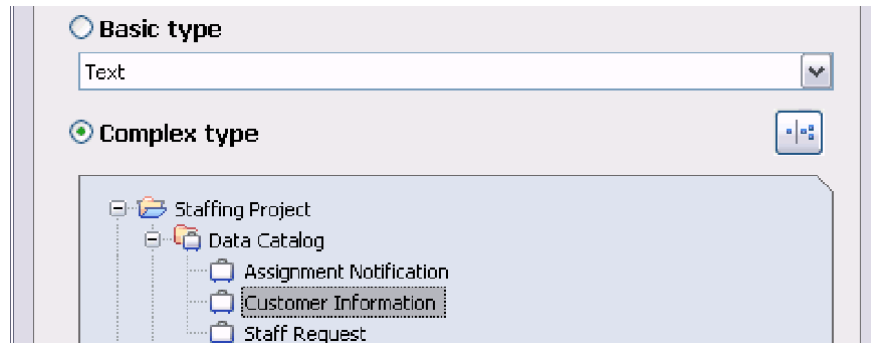 Basic type
Text
Complex type
Staffing Project
Data Catalog
Assignment Notification
Customer Information
Staff Request